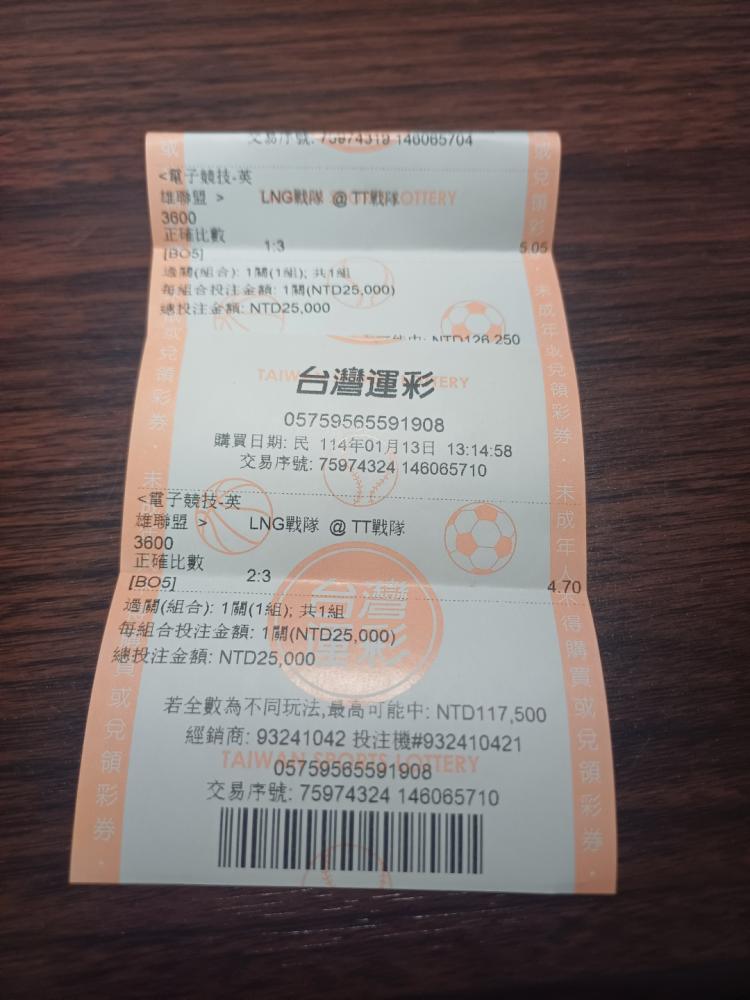 交易序號: 75974319 146065704
<電子競技-英
雄聯盟 > LNG戰隊 @ TT戰隊
3600
正確比數
[BO5] 1:3 5.05
過關(組合): 1關(1組); 共1組
每組合投注金額: 1關(NTD25,000)
總投注金額: NTD25,000
NTD126,250
台灣運彩
05759565591908
購買日期: 民 114年01月13日 13:14:58
交易序號: 75974324 146065710
<電子競技-英
雄聯盟 > LNG戰隊 @ TT戰隊
3600
正確比數
[BO5] 2:3 4.70
過關(組合): 1關(1組); 共1組
每組合投注金額: 1關(NTD25,000)
總投注金額: NTD25,000
台灣
運彩
若全數為不同玩法,最高可能中: NTD117,500
經銷商: 93241042 投注機#932410421
TAIWAN SPORTS LOTTERY
05759565591908
交易序號: 75974324 146065710
未成年人不得購買或兌領彩券.